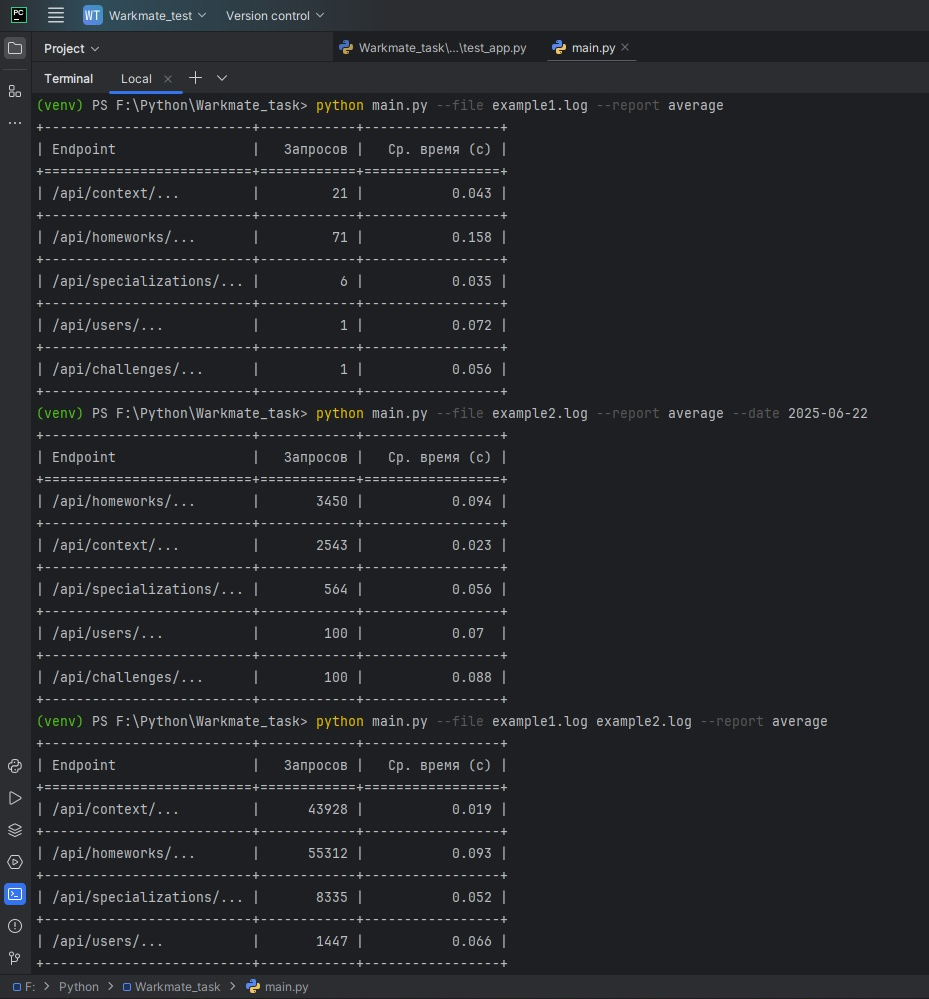 PC WT Warkmate_test Version control
Project Warkmate_task\...\test_app.py main.py
Terminal Local
(venv) PS F:\Python\Warkmate_task> python main.py --file example1.log --report average
+--------------------------+------------+-----------------+
| Endpoint                 |   Запросов |   Ср. время (с) |
+==========================+============+=================+
| /api/context/...         |         21 |           0.043 |
+--------------------------+------------+-----------------+
| /api/homeworks/...       |         71 |           0.158 |
+--------------------------+------------+-----------------+
| /api/specializations/... |          6 |           0.035 |
+--------------------------+------------+-----------------+
| /api/users/...           |          1 |           0.072 |
+--------------------------+------------+-----------------+
| /api/challenges/...      |          1 |           0.056 |
+--------------------------+------------+-----------------+
(venv) PS F:\Python\Warkmate_task> python main.py --file example2.log --report average --date 2025-06-22
+--------------------------+------------+-----------------+
| Endpoint                 |   Запросов |   Ср. время (с) |
+==========================+============+=================+
| /api/homeworks/...       |       3450 |           0.094 |
+--------------------------+------------+-----------------+
| /api/context/...         |       2543 |           0.023 |
+--------------------------+------------+-----------------+
| /api/specializations/... |        564 |           0.056 |
+--------------------------+------------+-----------------+
| /api/users/...           |        100 |           0.07  |
+--------------------------+------------+-----------------+
| /api/challenges/...      |        100 |           0.088 |
+--------------------------+------------+-----------------+
(venv) PS F:\Python\Warkmate_task> python main.py --file example1.log example2.log --report average
+--------------------------+------------+-----------------+
| Endpoint                 |   Запросов |   Ср. время (с) |
+==========================+============+=================+
| /api/context/...         |      43928 |           0.019 |
+--------------------------+------------+-----------------+
| /api/homeworks/...       |      55312 |           0.093 |
+--------------------------+------------+-----------------+
| /api/specializations/... |       8335 |           0.052 |
+--------------------------+------------+-----------------+
| /api/users/...           |       1447 |           0.066 |
+--------------------------+------------+-----------------+
F: > Python > Warkmate_task > main.py